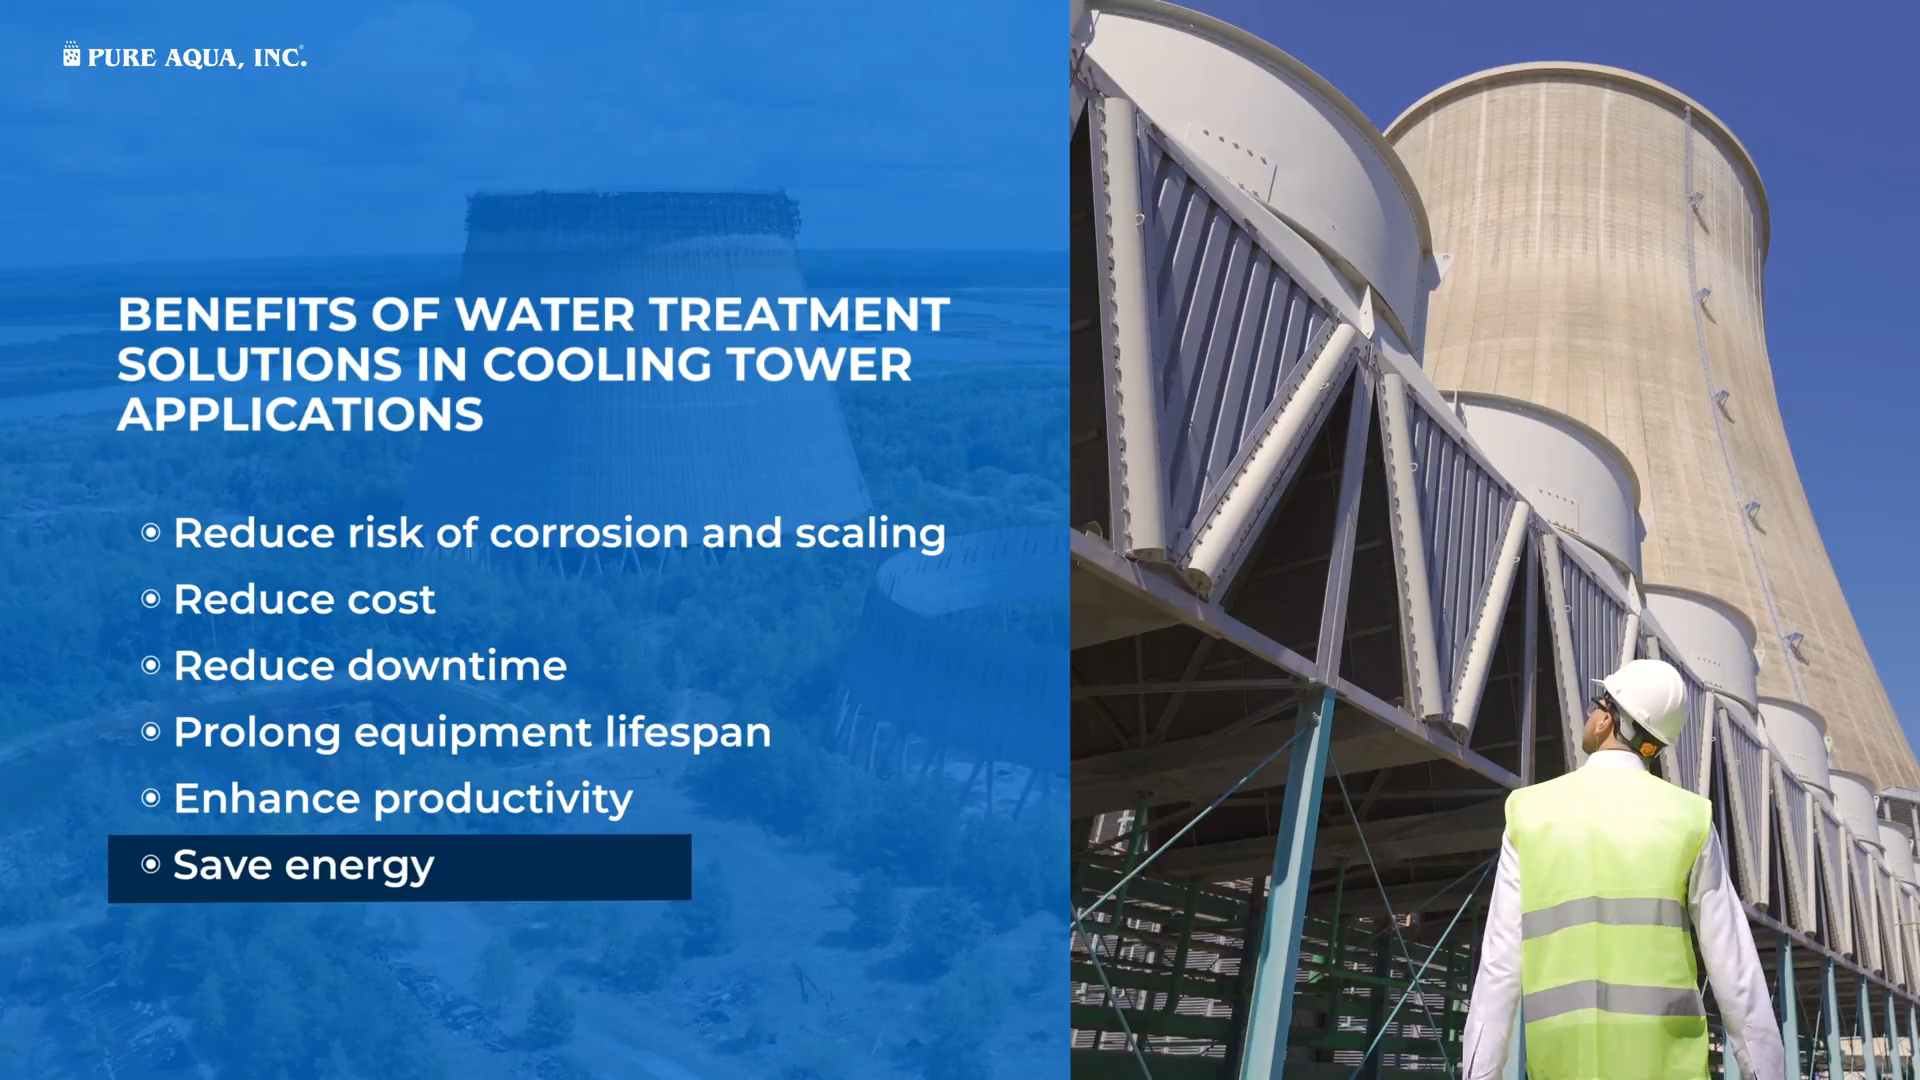 PURE AQUA, INC.
BENEFITS OF WATER TREATMENT
SOLUTIONS IN COOLING TOWER
APPLICATIONS
Reduce risk of corrosion and scaling
Reduce cost
Reduce downtime
Prolong equipment lifespan
Enhance productivity
Save energy